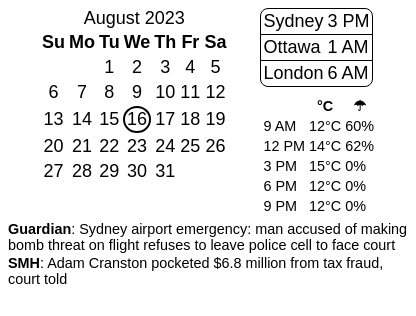 August 2023
Su Mo Tu We Th Fr Sa
1 2 3 4 5
6 7 8 9 10 11 12
13 14 15 16 17 18 19
20 21 22 23 24 25 26
27 28 29 30 31
Sydney 3 PM
Ottawa 1 AM
London 6 AM
°C ☂
9 AM 12°C 60%
12 PM 14°C 62%
3 PM 15°C 0%
6 PM 12°C 0%
9 PM 12°C 0%
Guardian: Sydney airport emergency: man accused of making
bomb threat on flight refuses to leave police cell to face court
SMH: Adam Cranston pocketed $6.8 million from tax fraud,
court told